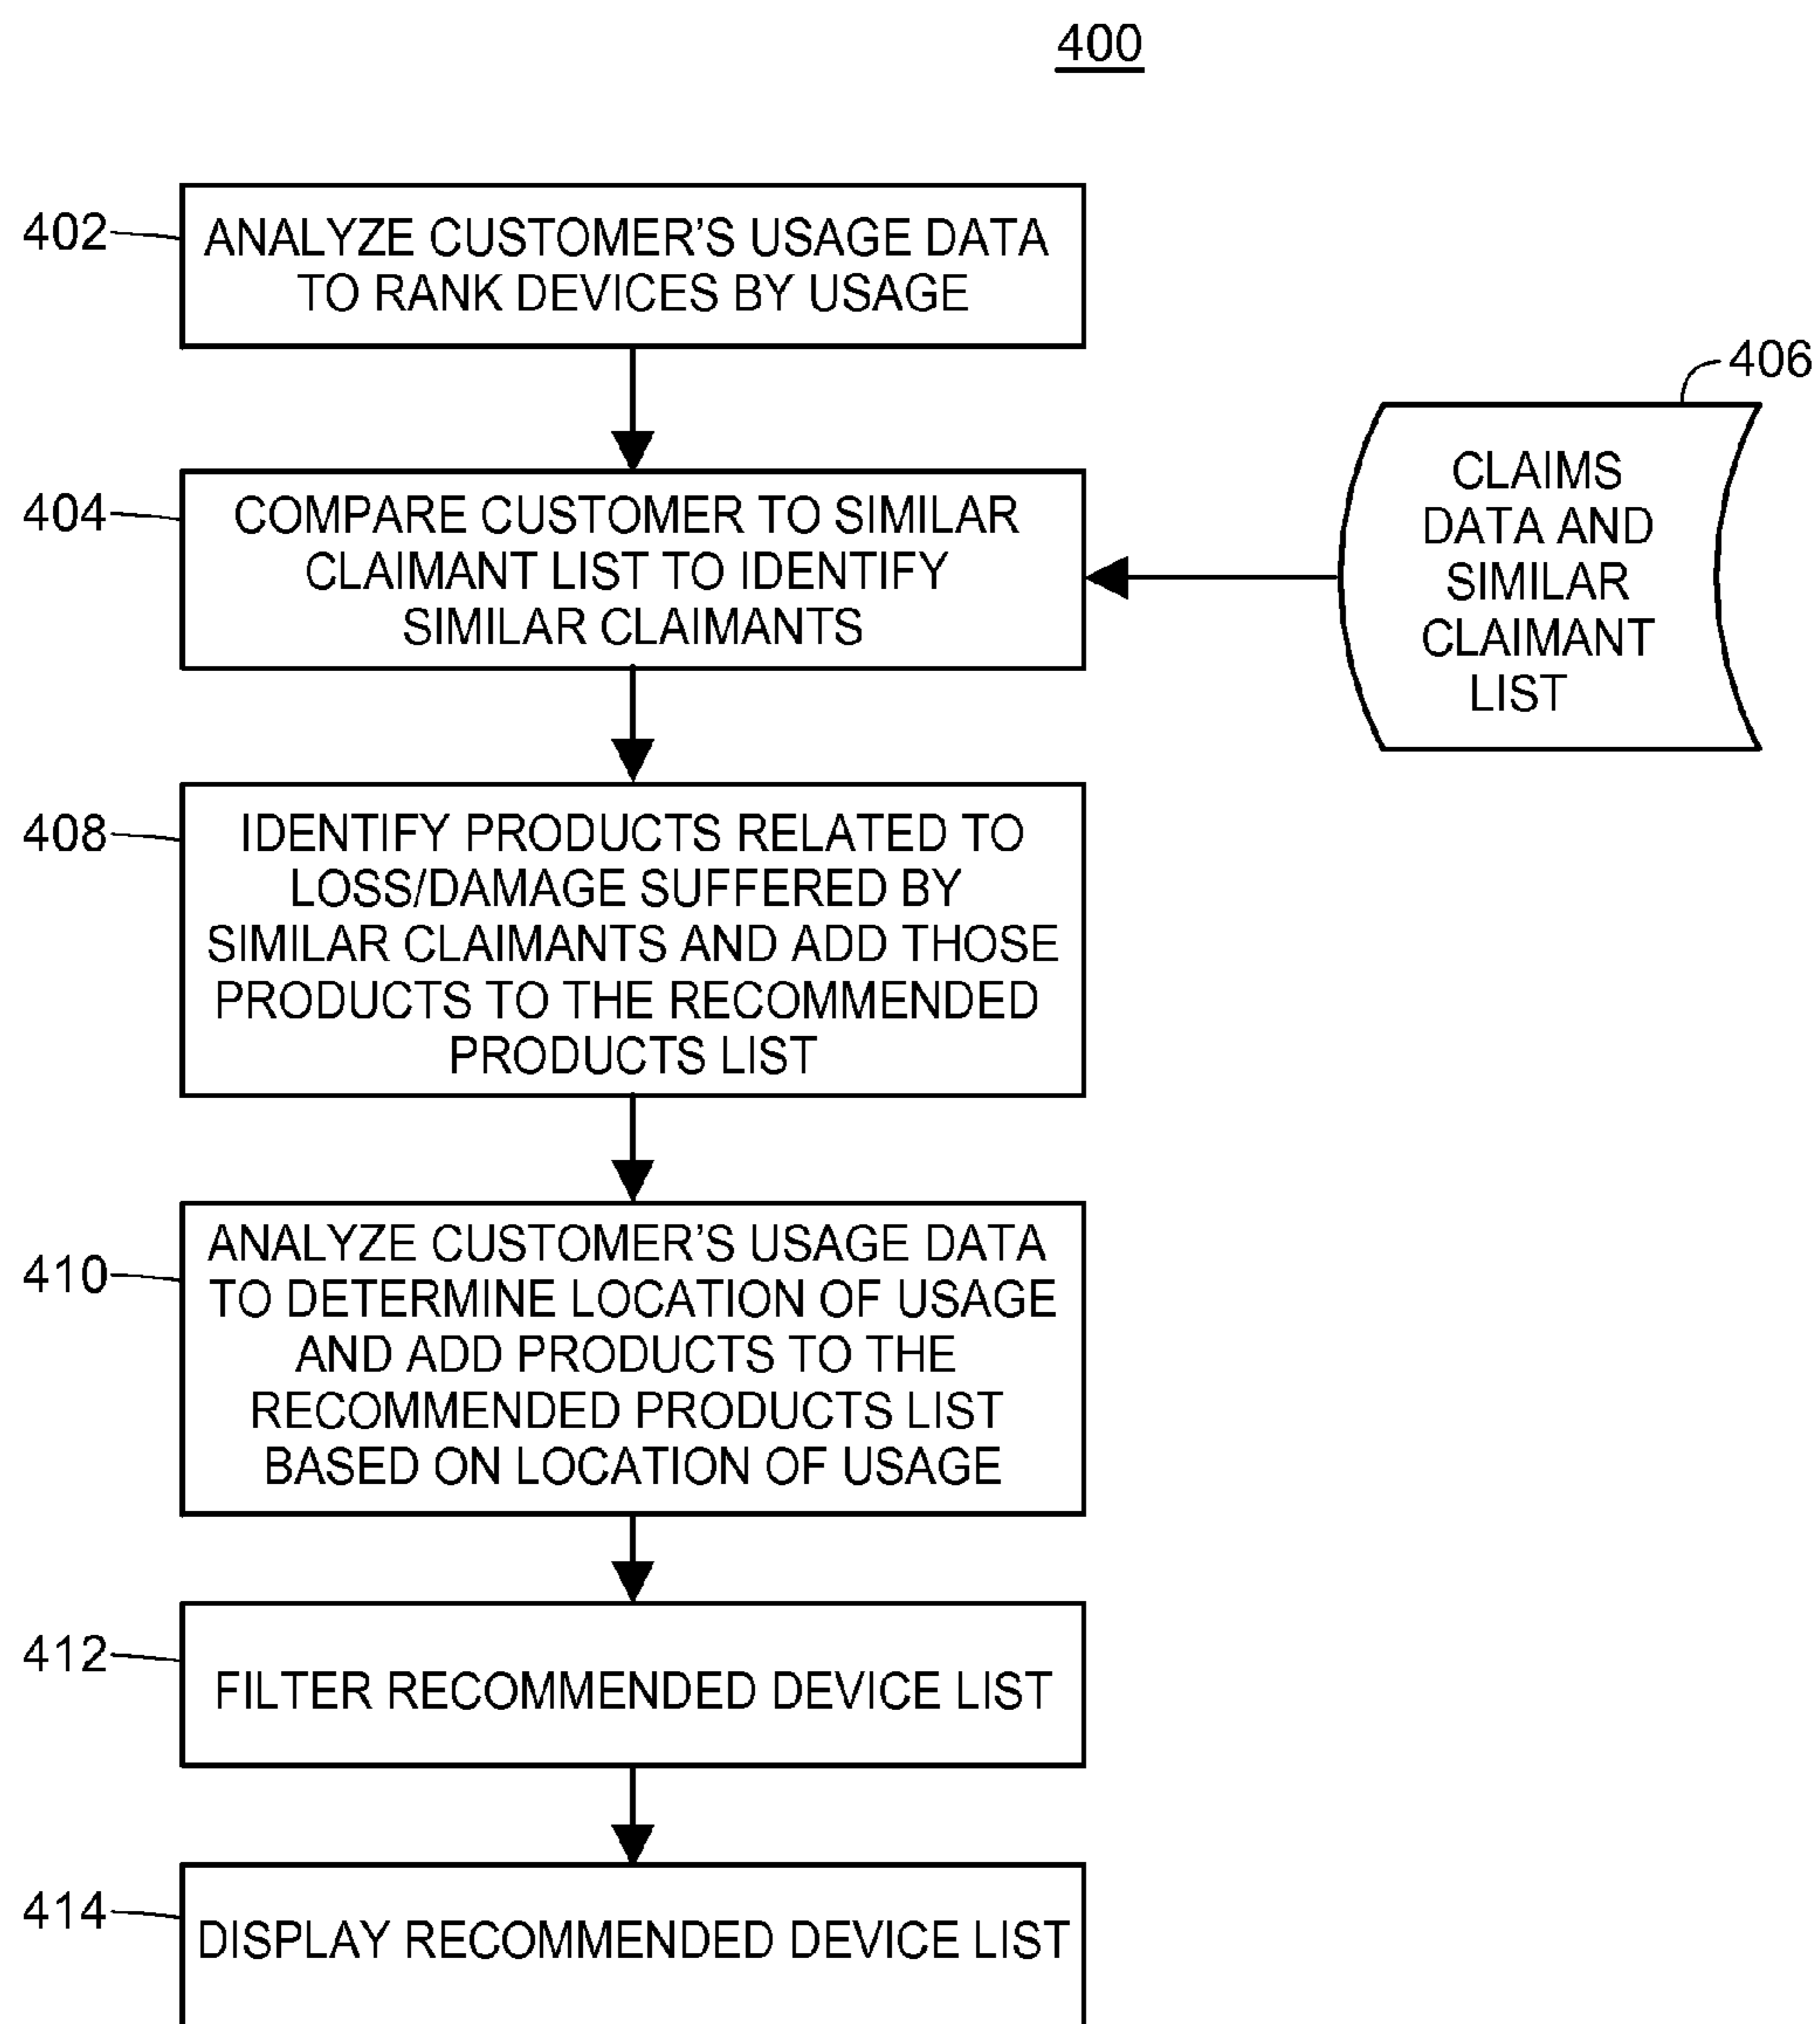 400
402
ANALYZE CUSTOMER'S USAGE DATA
TO RANK DEVICES BY USAGE
406
CLAIMS
DATA AND
SIMILAR
CLAIMANT
LIST
404
COMPARE CUSTOMER TO SIMILAR
CLAIMANT LIST TO IDENTIFY
SIMILAR CLAIMANTS
408
IDENTIFY PRODUCTS RELATED TO
LOSS/DAMAGE SUFFERED BY
SIMILAR CLAIMANTS AND ADD THOSE
PRODUCTS TO THE RECOMMENDED
PRODUCTS LIST
410
ANALYZE CUSTOMER'S USAGE DATA
TO DETERMINE LOCATION OF USAGE
AND ADD PRODUCTS TO THE
RECOMMENDED PRODUCTS LIST
BASED ON LOCATION OF USAGE
412
FILTER RECOMMENDED DEVICE LIST
414
DISPLAY RECOMMENDED DEVICE LIST